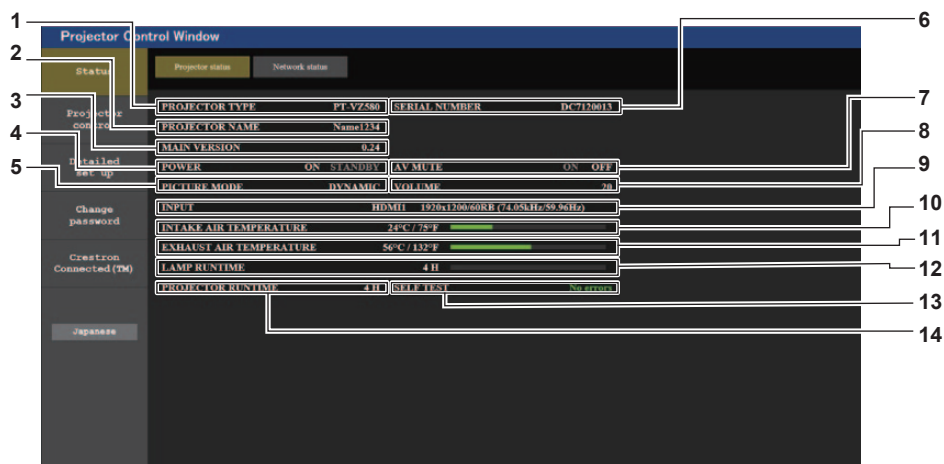 Projector Control Window
Status
Projector status Network status
Projector control
Detailed set up
Change password
Crestron Connected(TM)
Japanese
PROJECTOR TYPE PT-VZ580 SERIAL NUMBER DC7120013
PROJECTOR NAME Name1234
MAIN VERSION 0.24
POWER ON STANDBY AV MUTE ON OFF
PICTURE MODE DYNAMIC VOLUME 20
INPUT HDMI1 1920x1200/60RB (74.05kHz/59.96Hz)
INTAKE AIR TEMPERATURE 24°C / 75°F
EXHAUST AIR TEMPERATURE 56°C / 132°F
LAMP RUNTIME 4 H
PROJECTOR RUNTIME 4 H SELF TEST No errors
1
2
3
4
5
6
7
8
9
10
11
12
13
14